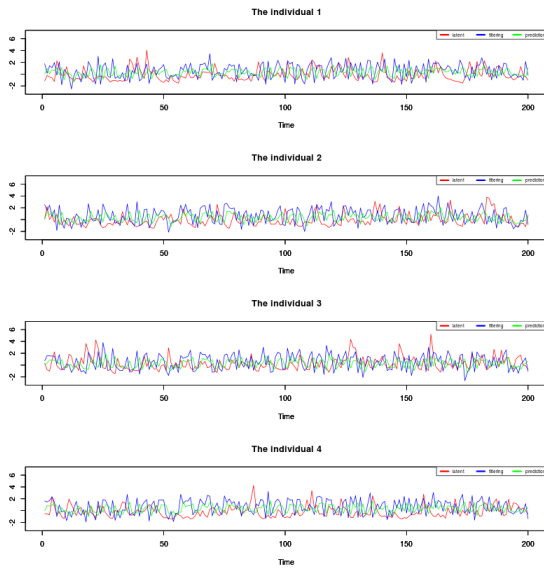 The individual 1
6
4
2
-2
latent
filtering
prediction
0
50
100
150
200
Time
The individual 2
6
4
2
-2
latent
filtering
prediction
0
50
100
150
200
Time
The individual 3
6
4
2
-2
latent
filtering
prediction
0
50
100
150
200
Time
The individual 4
6
4
2
-2
latent
filtering
prediction
0
50
100
150
200
Time